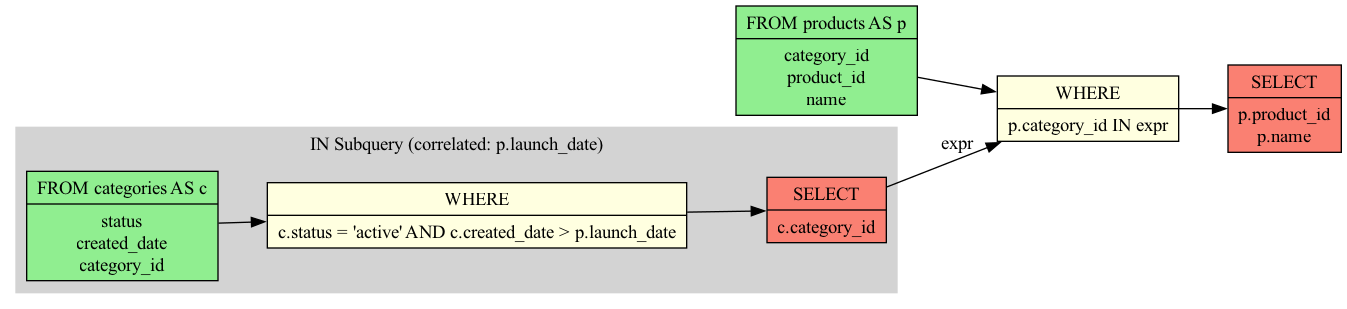 FROM products AS p
category_id
product_id
name
WHERE
p.category_id IN expr
SELECT
p.product_id
p.name
expr
IN Subquery (correlated: p.launch_date)
FROM categories AS c
status
created_date
category_id
WHERE
c.status = 'active' AND c.created_date > p.launch_date
SELECT
c.category_id